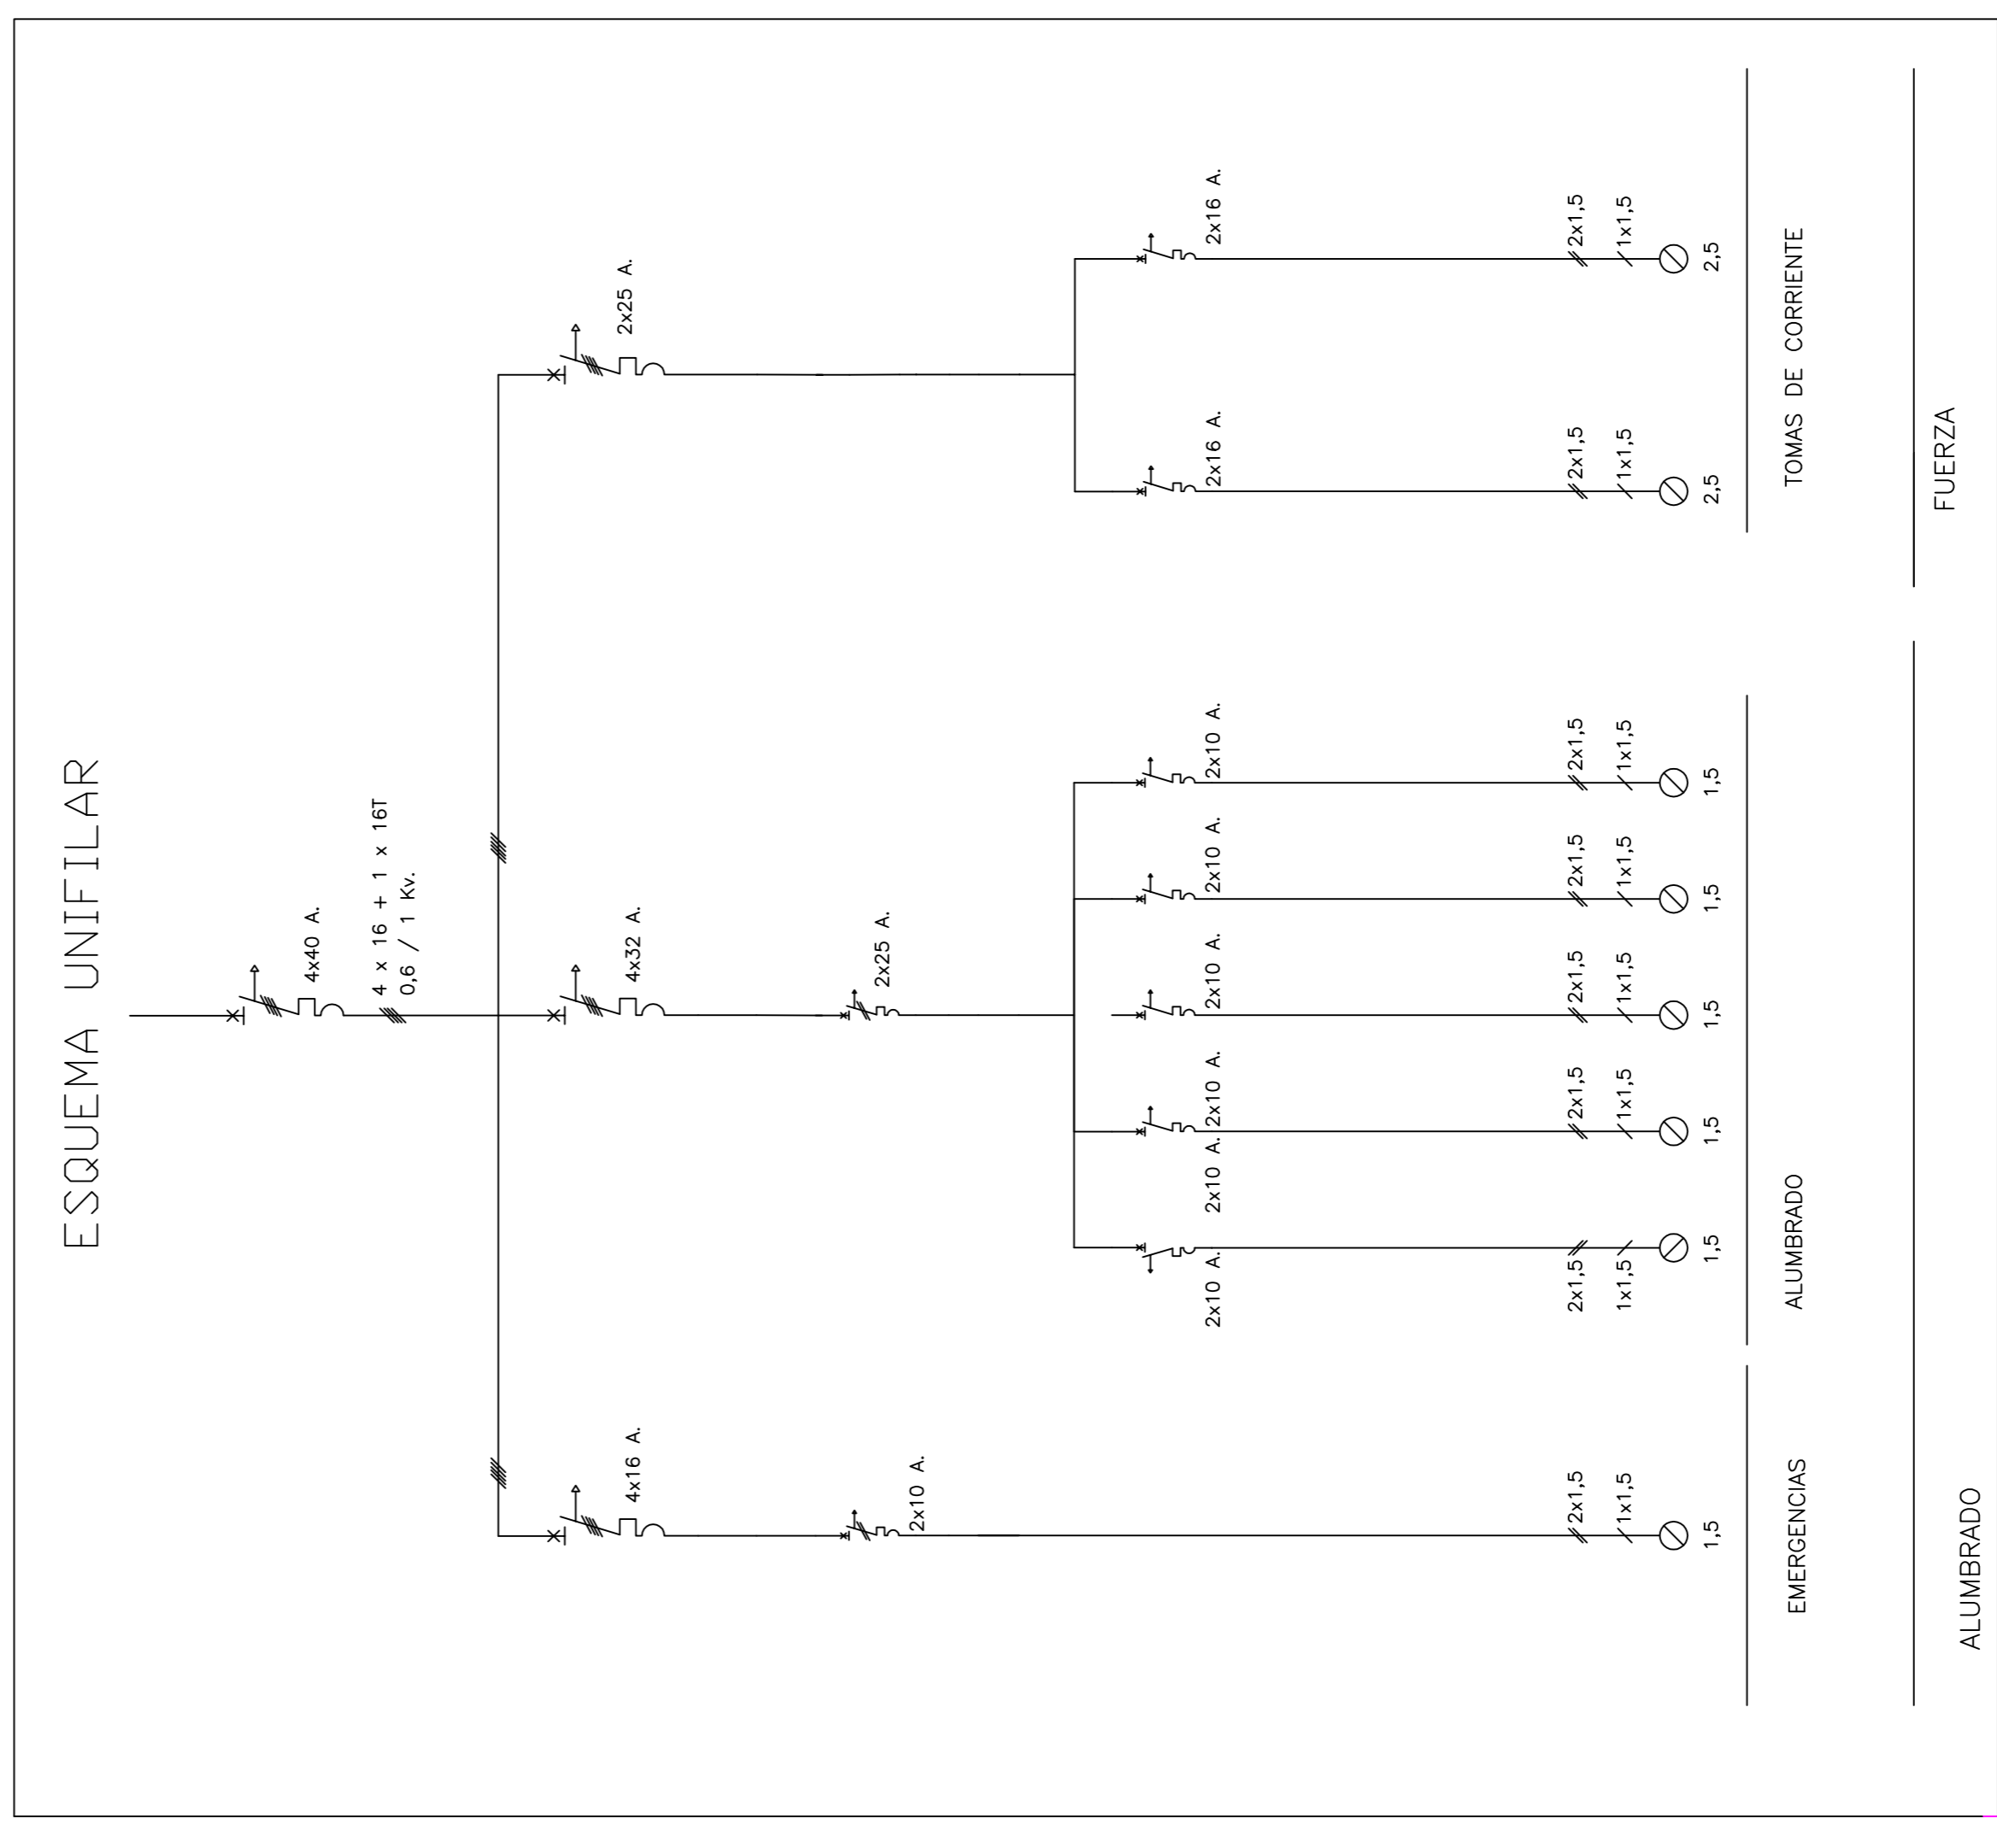 ESQUEMA UNIFILAR
4x40 A.
4 x 16 + 1 x 16T
0,6 / 1 Kv.
4x16 A.
4x32 A.
2x25 A.
2x10 A.
2x25 A.
2x10 A.
2x10 A.
2x10 A.
2x10 A.
2x10 A.
2x10 A.
2x16 A.
2x16 A.
2x1,5
2x1,5
2x1,5
2x1,5
2x1,5
2x1,5
2x1,5
2x1,5
1x1,5
1x1,5
1x1,5
1x1,5
1x1,5
1x1,5
1x1,5
1x1,5
1,5
1,5
1,5
1,5
1,5
1,5
2,5
2,5
EMERGENCIAS
ALUMBRADO
TOMAS DE CORRIENTE
ALUMBRADO
FUERZA